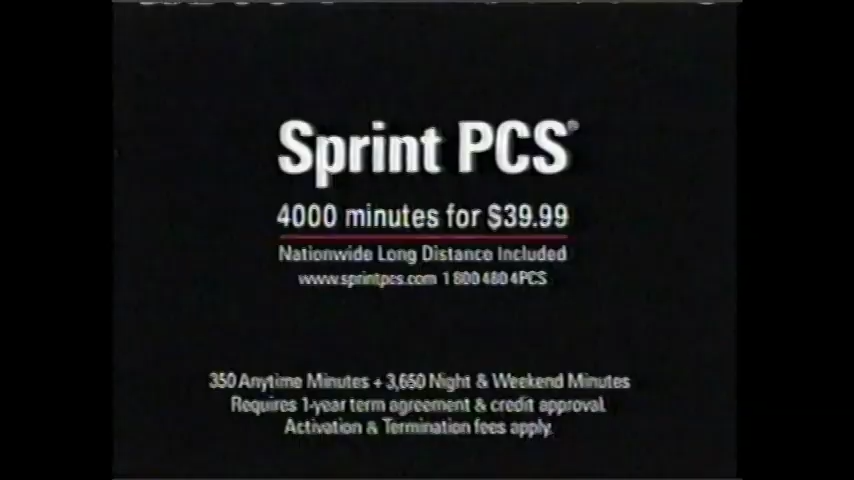 Sprint PCS®
4000 minutes for $39.99
Nationwide Long Distance Included
www.sprintpcs.com 1 800 480 4PCS
350 Anytime Minutes + 3,650 Night & Weekend Minutes
Requires 1-year term agreement & credit approval.
Activation & Termination fees apply.